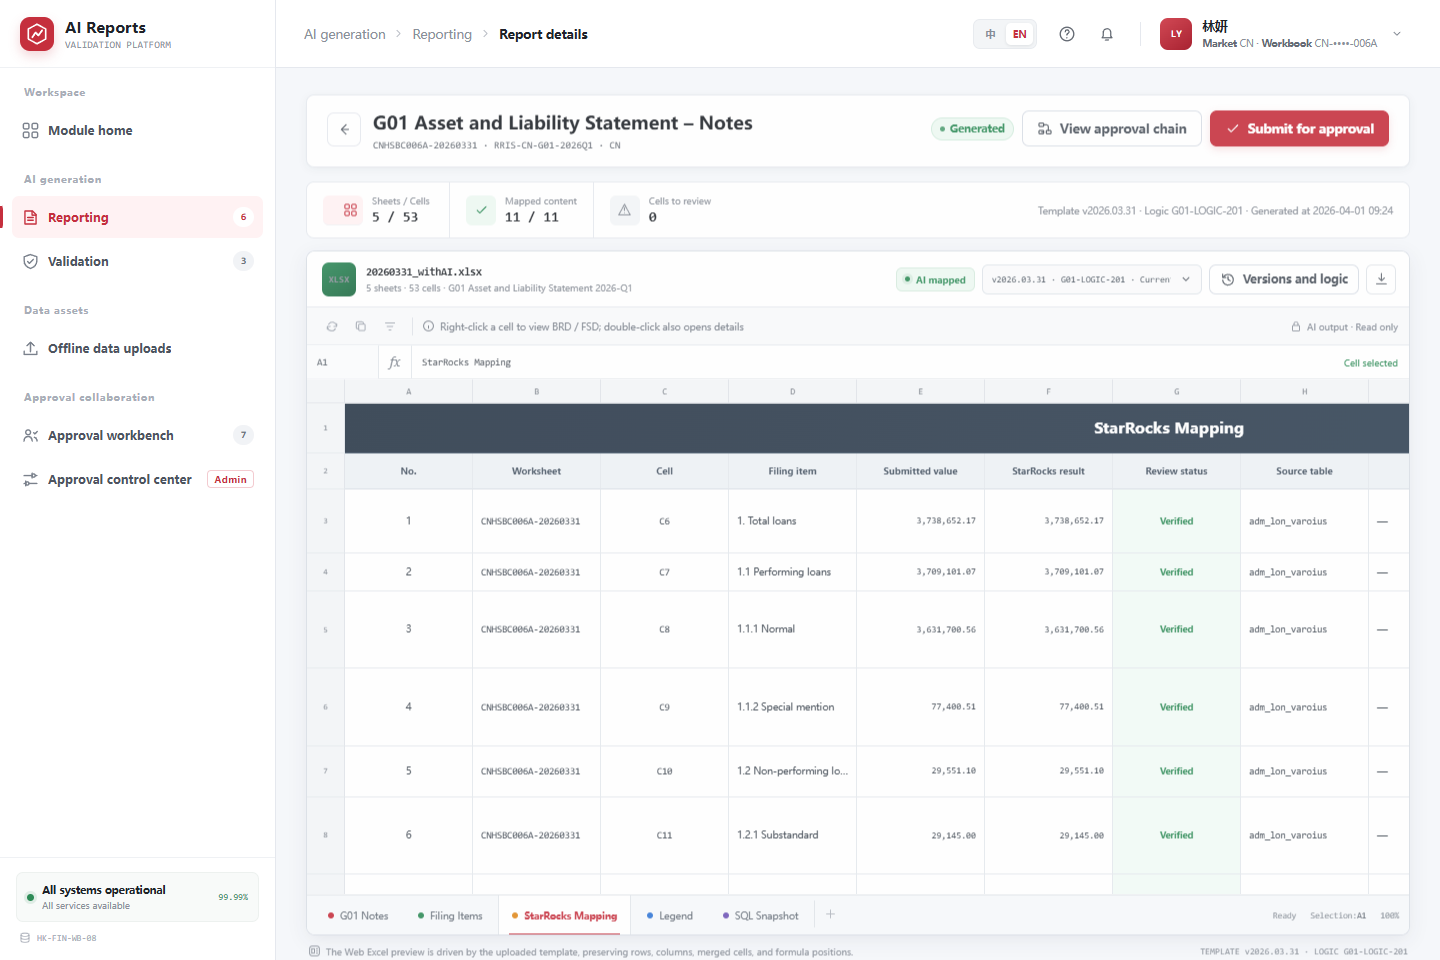 AI Reports
VALIDATION PLATFORM
Workspace
Module home
AI generation
Reporting 6
Validation 3
Data assets
Offline data uploads
Approval collaboration
Approval workbench 7
Approval control center Admin
All systems operational 99.99%
All services available
HK-FIN-WB-08
AI generation Reporting Report details
中 EN
LY 林妍
Market CN · Workbook CN-••••-006A
G01 Asset and Liability Statement – Notes
CNHSBC006A-20260331 · RRIS-CN-G01-2026Q1 · CN
Generated
View approval chain
Submit for approval
Sheets / Cells
5 / 53
Mapped content
11 / 11
Cells to review
0
Template v2026.03.31 · Logic G01-LOGIC-201 · Generated at 2026-04-01 09:24
XLSX
20260331_withAI.xlsx
5 sheets · 53 cells · G01 Asset and Liability Statement 2026-Q1
AI mapped
v2026.03.31 · G01-LOGIC-201 · Curren
Versions and logic
Right-click a cell to view BRD / FSD; double-click also opens details
AI output · Read only
A1 fx StarRocks Mapping Cell selected
A B C D E F G H
1 StarRocks Mapping
2 No. Worksheet Cell Filing item Submitted value StarRocks result Review status Source table
3 1 CNHSBC006A-20260331 C6 1. Total loans 3,738,652.17 3,738,652.17 Verified adm_lon_varoius —
4 2 CNHSBC006A-20260331 C7 1.1 Performing loans 3,709,101.07 3,709,101.07 Verified adm_lon_varoius —
5 3 CNHSBC006A-20260331 C8 1.1.1 Normal 3,631,700.56 3,631,700.56 Verified adm_lon_varoius —
6 4 CNHSBC006A-20260331 C9 1.1.2 Special mention 77,400.51 77,400.51 Verified adm_lon_varoius —
7 5 CNHSBC006A-20260331 C10 1.2 Non-performing lo... 29,551.10 29,551.10 Verified adm_lon_varoius —
8 6 CNHSBC006A-20260331 C11 1.2.1 Substandard 29,145.00 29,145.00 Verified adm_lon_varoius —
G01 Notes Filing Items StarRocks Mapping Legend SQL Snapshot +
Ready Selection:A1 100%
The Web Excel preview is driven by the uploaded template, preserving rows, columns, merged cells, and formula positions.
TEMPLATE v2026.03.31 · LOGIC G01-LOGIC-201